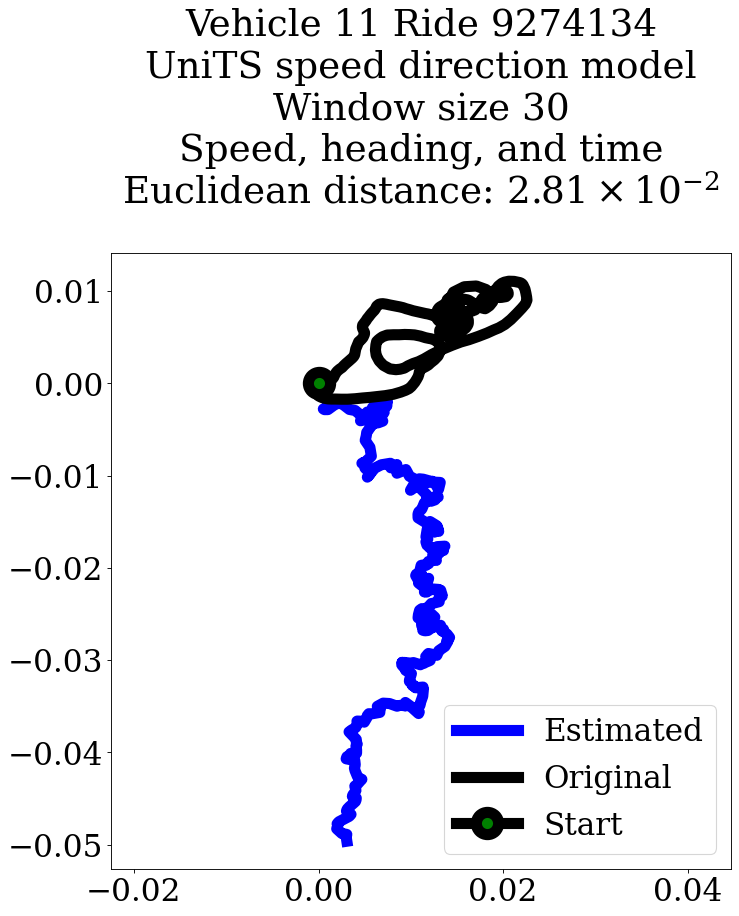 Vehicle 11 Ride 9274134
UniTS speed direction model
Window size 30
Speed, heading, and time
Euclidean distance: 2.81 × 10⁻²
0.01
0.00
−0.01
−0.02
−0.03
−0.04
−0.05
−0.02 0.00 0.02 0.04
Estimated
Original
Start